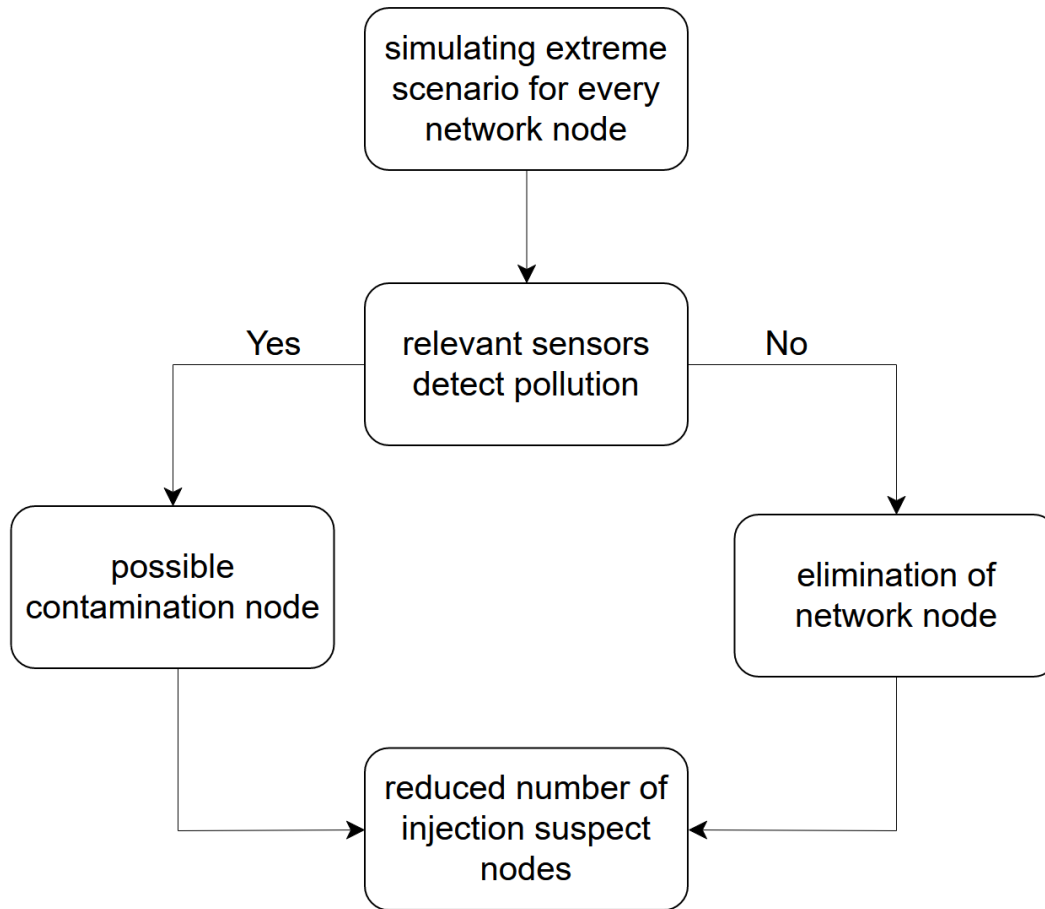 simulating extreme
scenario for every
network node
Yes
relevant sensors
detect pollution
No
possible
contamination node
elimination of
network node
reduced number of
injection suspect
nodes